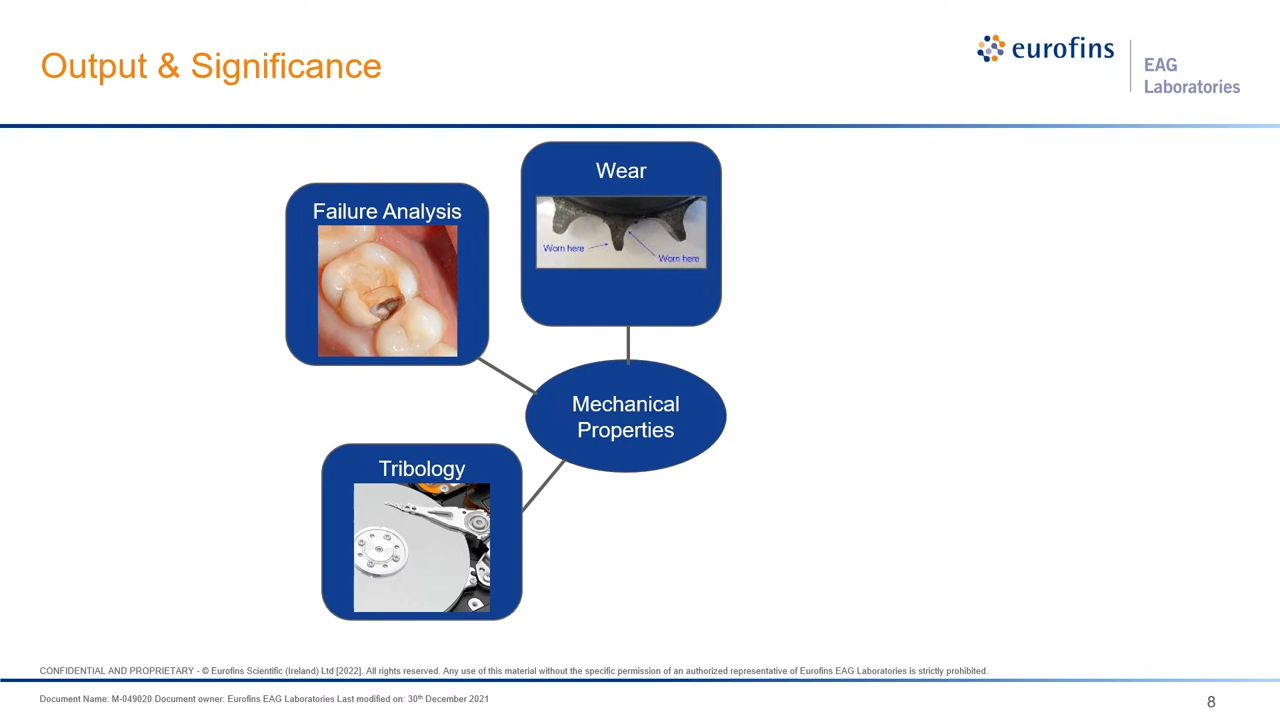 Output & Significance
eurofins
EAG
Laboratories
Wear
Worn here
Worn here
Failure Analysis
Mechanical
Properties
Tribology
CONFIDENTIAL AND PROPRIETARY - © Eurofins Scientific (Ireland) Ltd [2022]. All rights reserved. Any use of this material without the specific permission of an authorized representative of Eurofins EAG Laboratories is strictly prohibited.
Document Name: M-049020 Document owner: Eurofins EAG Laboratories Last modified on: 30th December 2021
8